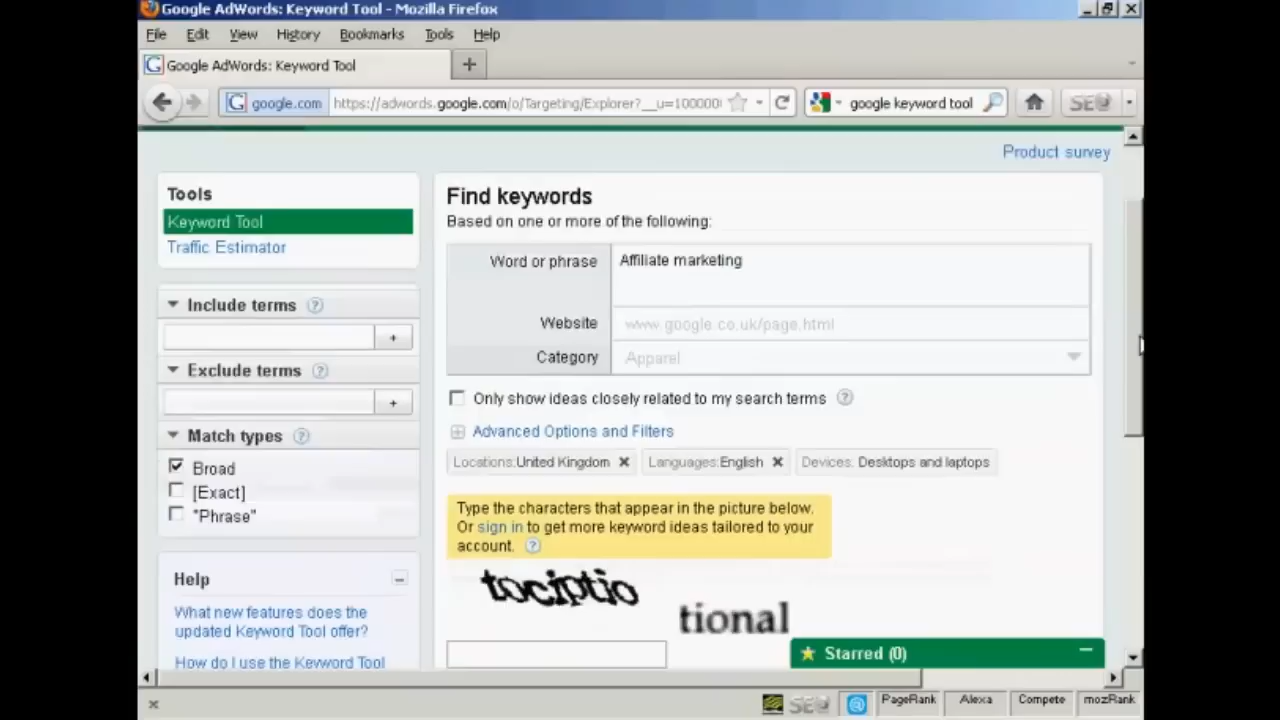 Google AdWords: Keyword Tool - Mozilla Firefox
File Edit View History Bookmarks Tools Help
Google AdWords: Keyword Tool
google.com https://adwords.google.com/o/Targeting/Explorer?__u=100000 google keyword tool SEO
Product survey
Tools
Keyword Tool
Traffic Estimator
Include terms ?
+
Exclude terms ?
+
Match types ?
Broad
[Exact]
"Phrase"
Help
What new features does the
updated Keyword Tool offer?
How do I use the Keyword Tool
Find keywords
Based on one or more of the following:
Word or phrase Affiliate marketing
Website www.google.co.uk/page.html
Category Apparel
Only show ideas closely related to my search terms ?
Advanced Options and Filters
Locations:United Kingdom Languages:English Devices: Desktops and laptops
Type the characters that appear in the picture below.
Or sign in to get more keyword ideas tailored to your
account. ?
tociptio tional
Starred (0)
SEO @ PageRank Alexa Compete mozRank